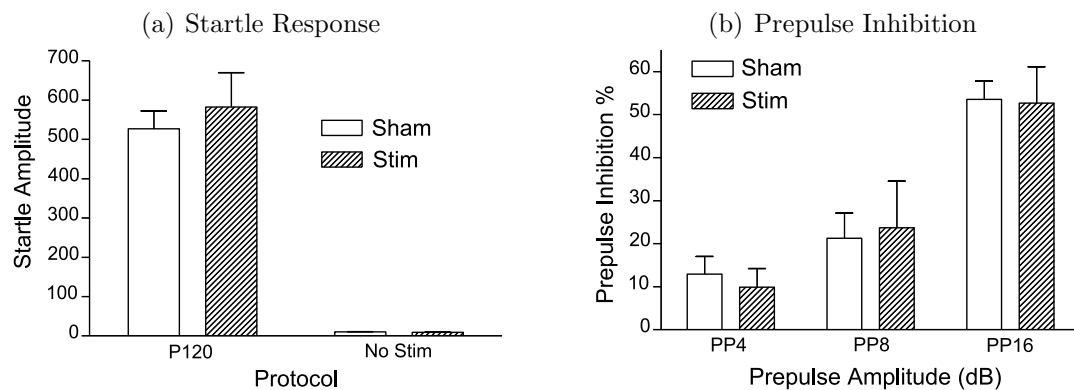 (a) Startle Response
700
600
500
400
300
200
100
0
Startle Amplitude
Sham
Stim
P120 No Stim
Protocol
(b) Prepulse Inhibition
60
50
40
30
20
10
0
Prepulse Inhibition %
Sham
Stim
PP4 PP8 PP16
Prepulse Amplitude (dB)